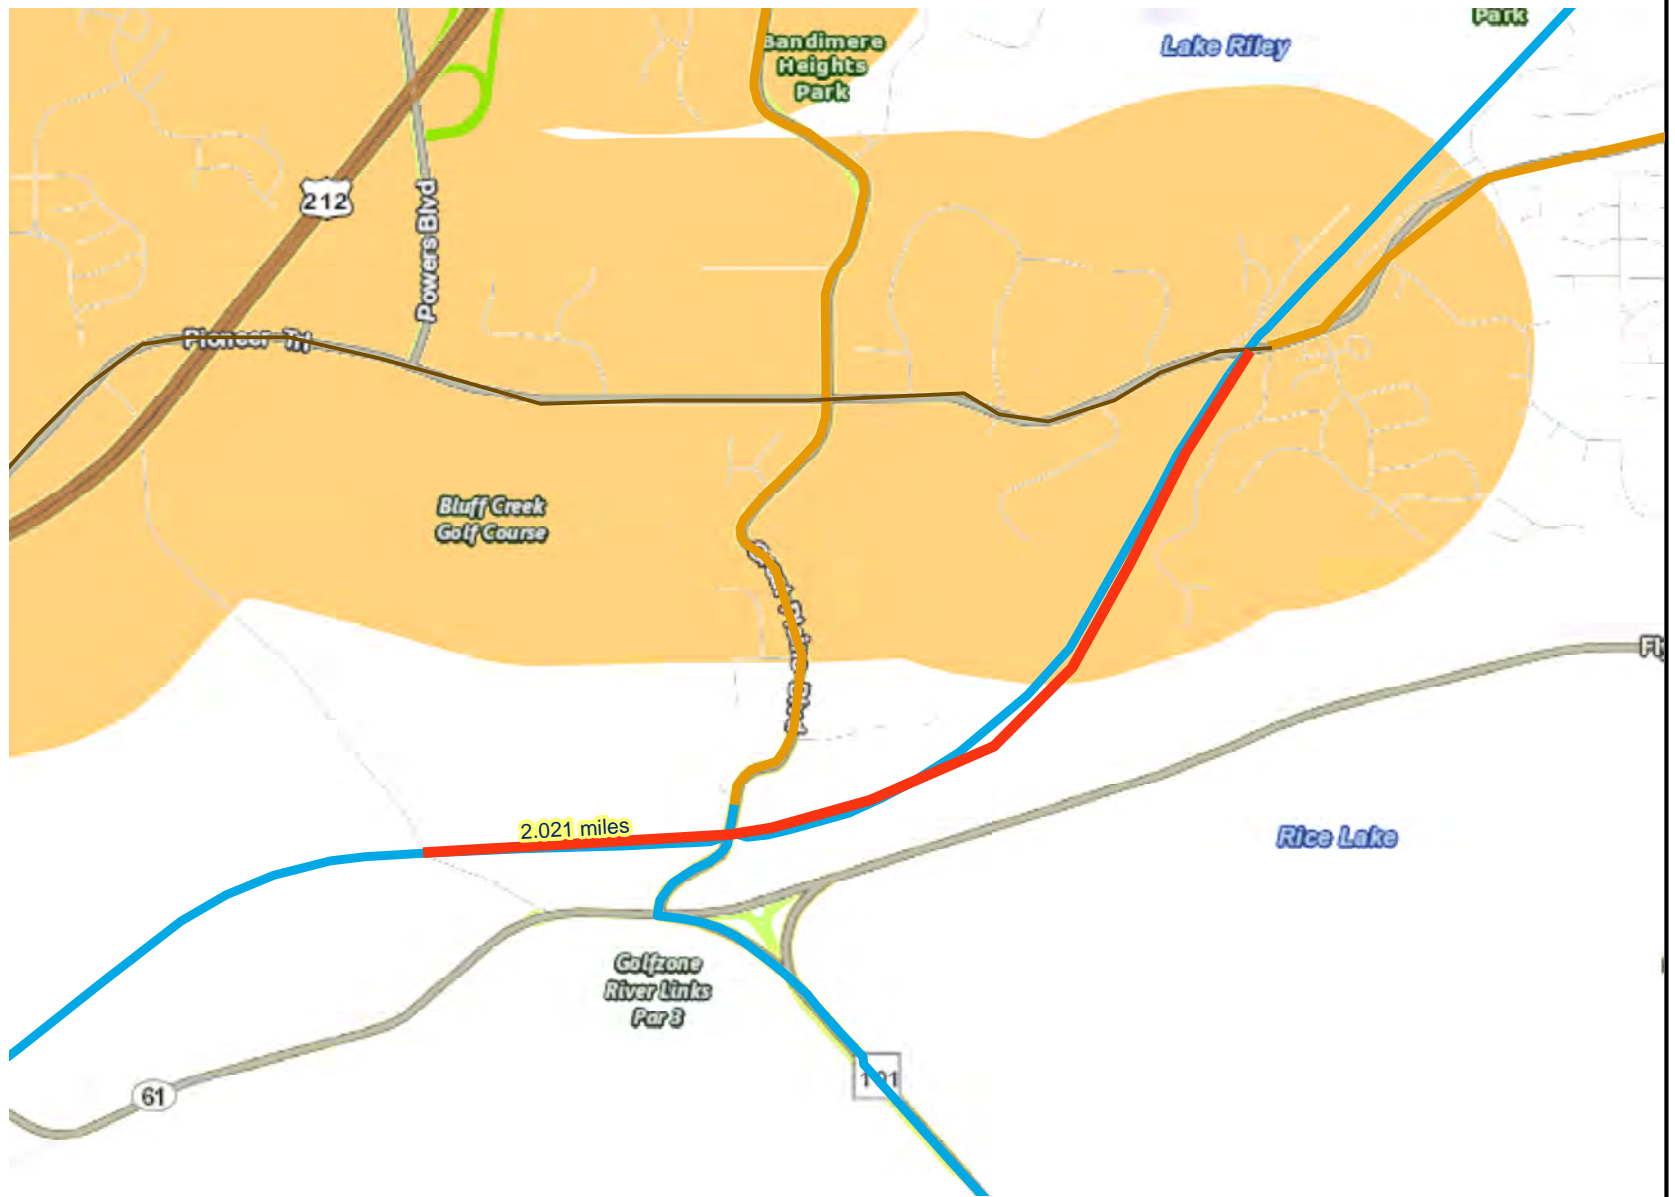 Park
Lake Riley
Bandimere
Heights
Park
212
Powers Blvd
Pioneer Trl
Bluff Creek
Golf Course
2.021 miles
Rice Lake
Golfzone
River Links
Par 3
101
61